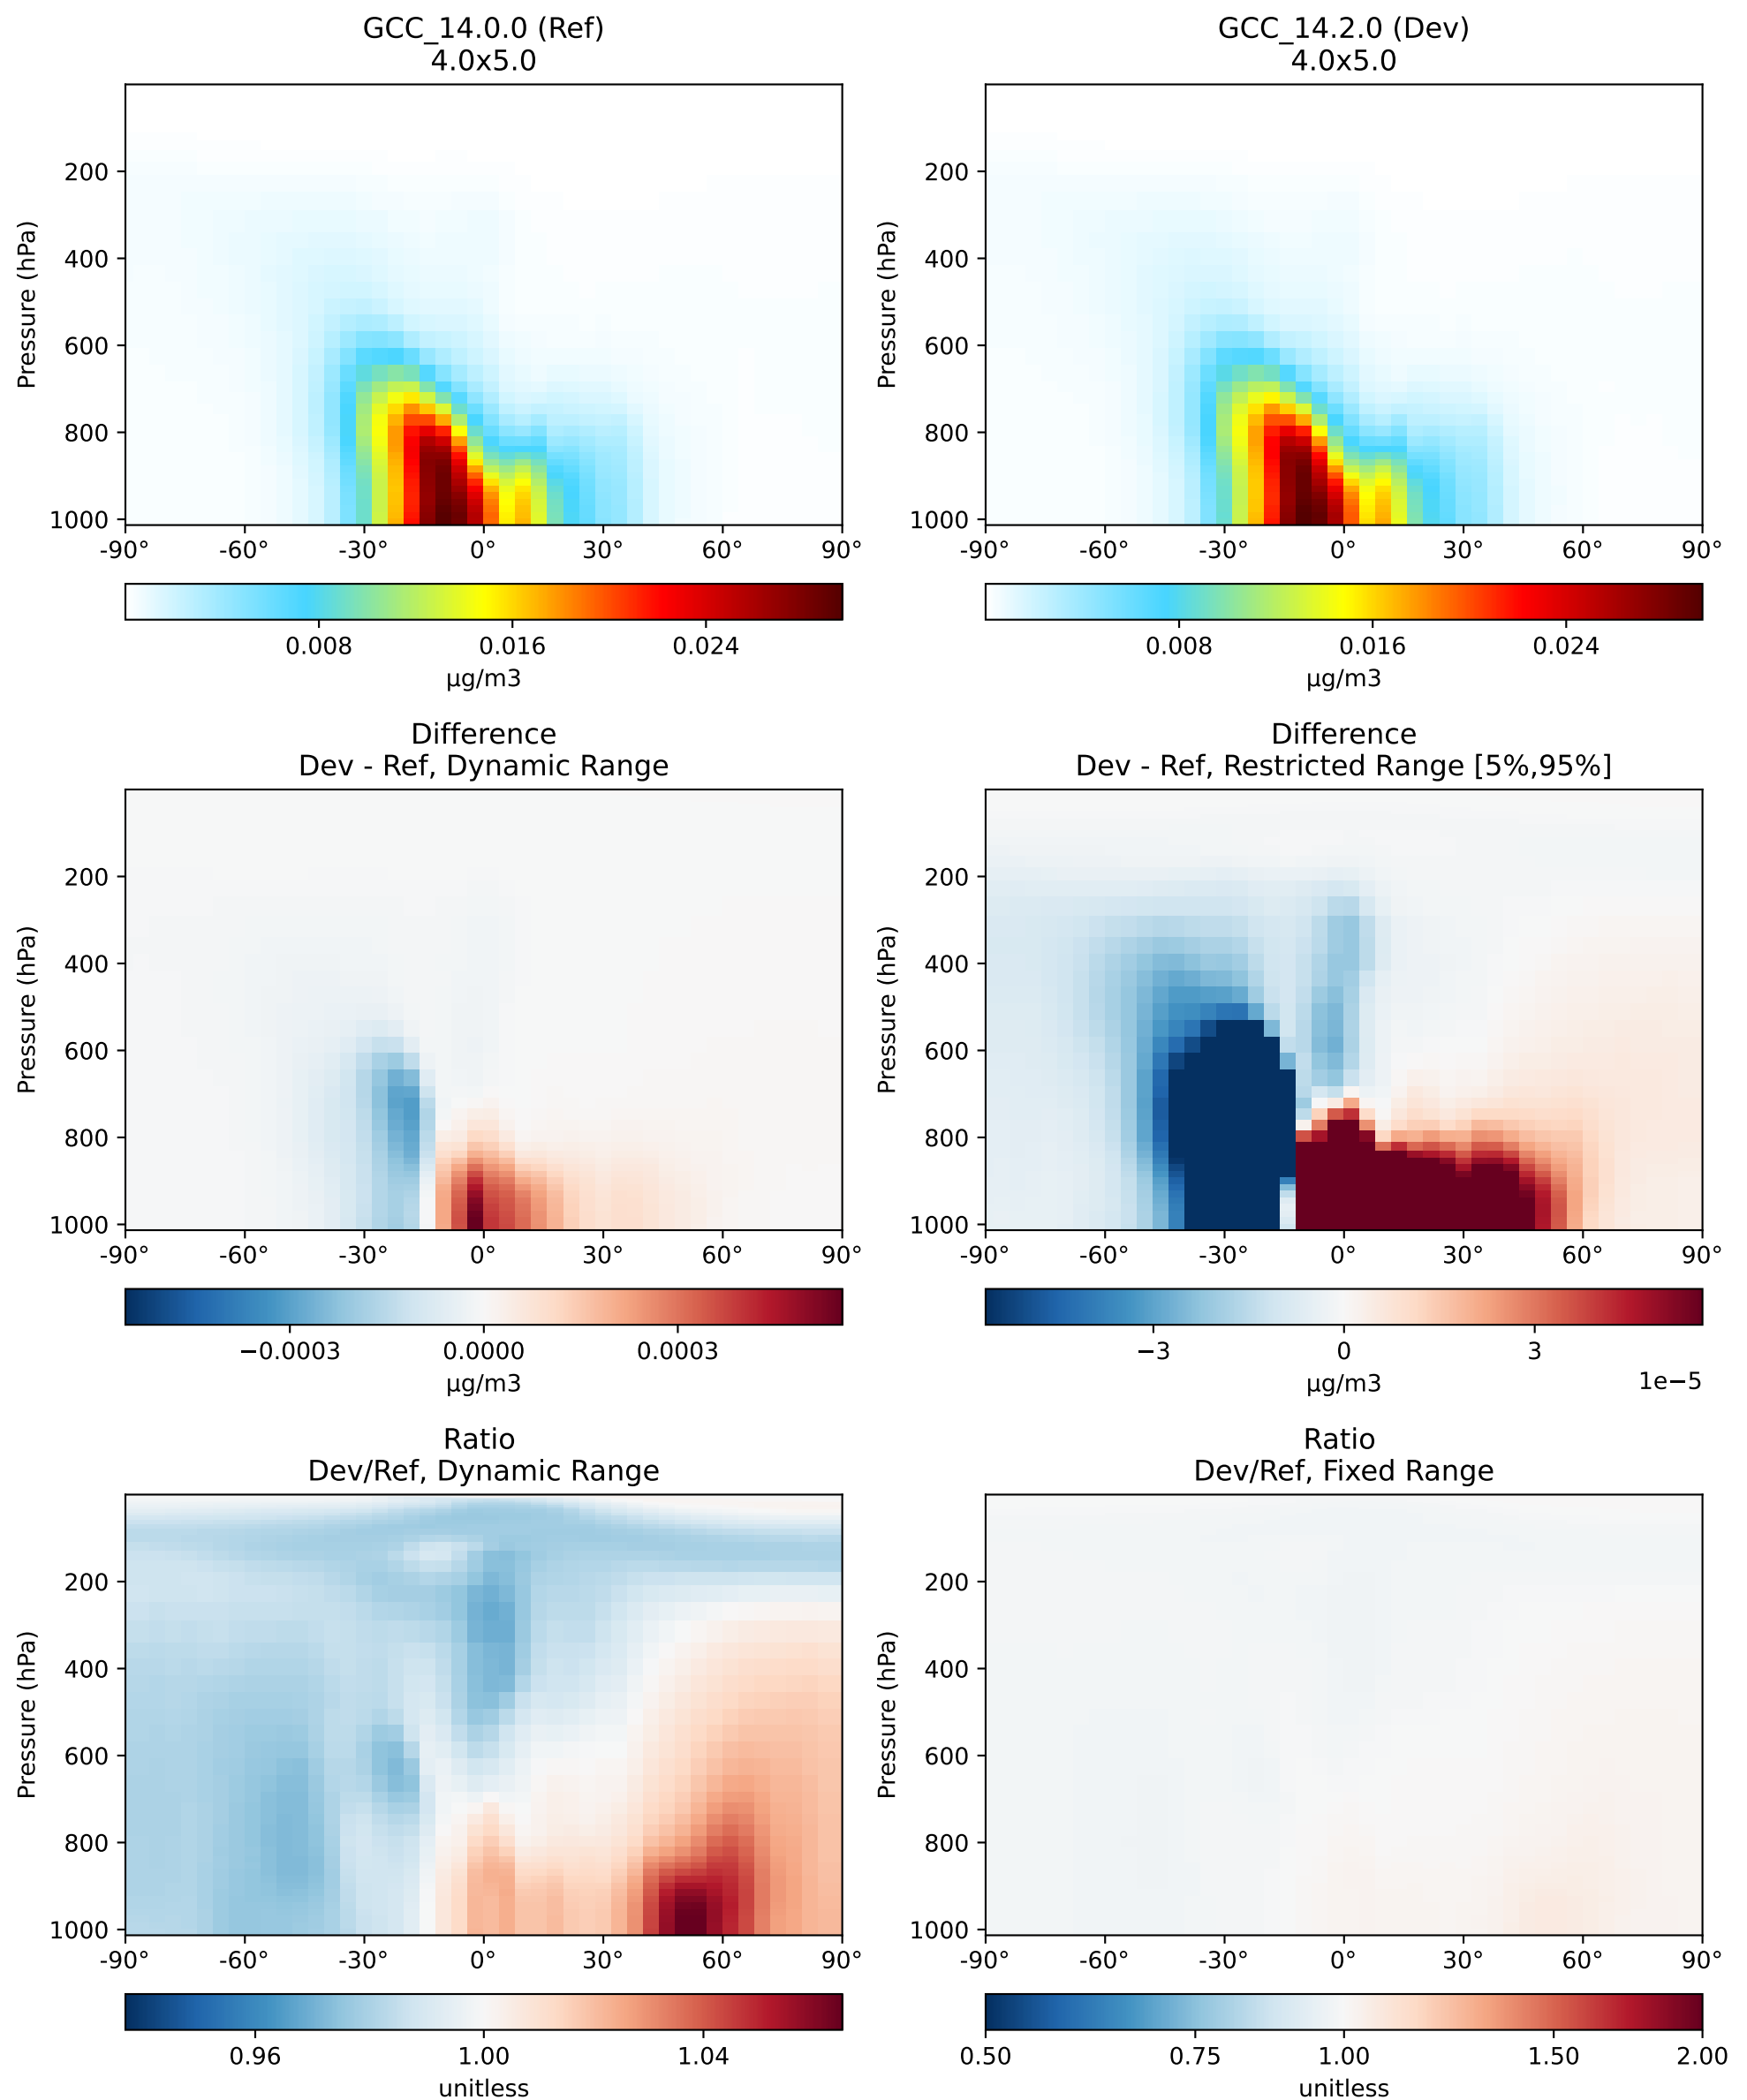 GCC_14.0.0 (Ref)
4.0x5.0
Pressure (hPa)
200
400
600
800
1000
-90° -60° -30° 0° 30° 60° 90°
0.008 0.016 0.024
µg/m3
GCC_14.2.0 (Dev)
4.0x5.0
Pressure (hPa)
200
400
600
800
1000
-90° -60° -30° 0° 30° 60° 90°
0.008 0.016 0.024
µg/m3
Difference
Dev - Ref, Dynamic Range
Pressure (hPa)
200
400
600
800
1000
-90° -60° -30° 0° 30° 60° 90°
−0.0003 0.0000 0.0003
µg/m3
Difference
Dev - Ref, Restricted Range [5%,95%]
Pressure (hPa)
200
400
600
800
1000
-90° -60° -30° 0° 30° 60° 90°
−3 0 3
1e−5
µg/m3
Ratio
Dev/Ref, Dynamic Range
Pressure (hPa)
200
400
600
800
1000
-90° -60° -30° 0° 30° 60° 90°
0.96 1.00 1.04
unitless
Ratio
Dev/Ref, Fixed Range
Pressure (hPa)
200
400
600
800
1000
-90° -60° -30° 0° 30° 60° 90°
0.50 0.75 1.00 1.50 2.00
unitless